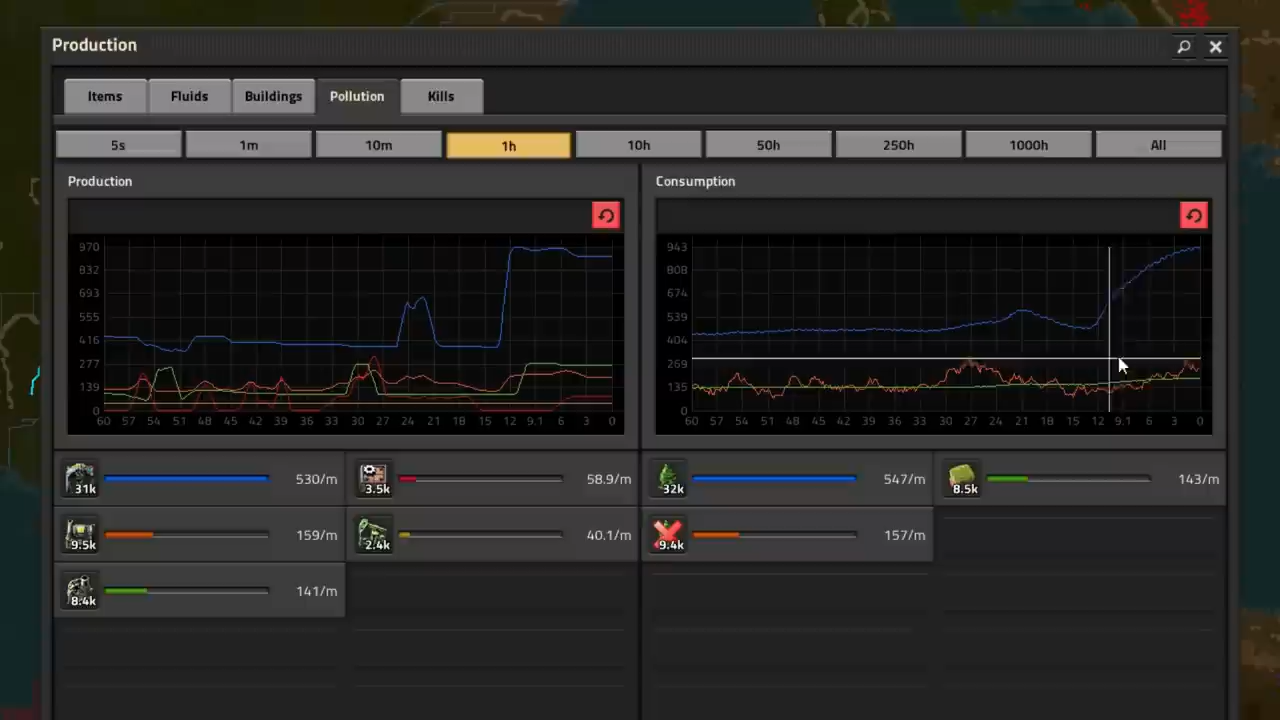 Production
Items Fluids Buildings Pollution Kills
5s 1m 10m 1h 10h 50h 250h 1000h All
Production
970
832
693
555
416
277
139
0
60 57 54 51 48 45 42 39 36 33 30 27 24 21 18 15 12 9.1 6 3 0
Consumption
943
808
674
539
404
269
135
0
60 57 54 51 48 45 42 39 36 33 30 27 24 21 18 15 12 9.1 6 3 0
31k 530/m
3.5k 58.9/m
9.5k 159/m
2.4k 40.1/m
8.4k 141/m
32k 547/m
8.5k 143/m
9.4k 157/m